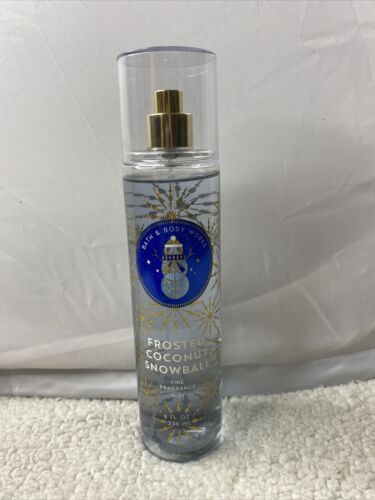 BATH & BODY WORKS
FROSTED
COCONUT
SNOWBALL
FINE
FRAGRANCE
MIST
8 FL OZ
236 mL